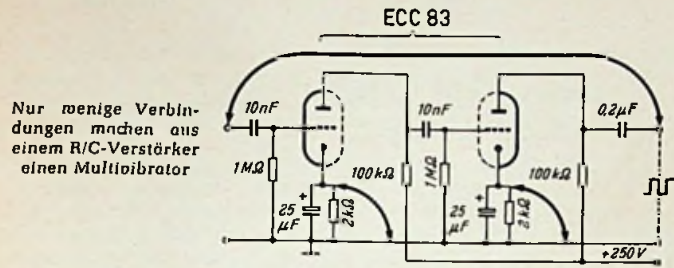 ECC 83
Nur wenige Verbin-
dungen machen aus
einem R/C-Verstärker
einen Multivibrator
10nF
1MΩ
25
µF
+
2kΩ
100kΩ
10nF
1MΩ
25
µF
+
2kΩ
100kΩ
0,2µF
+250V